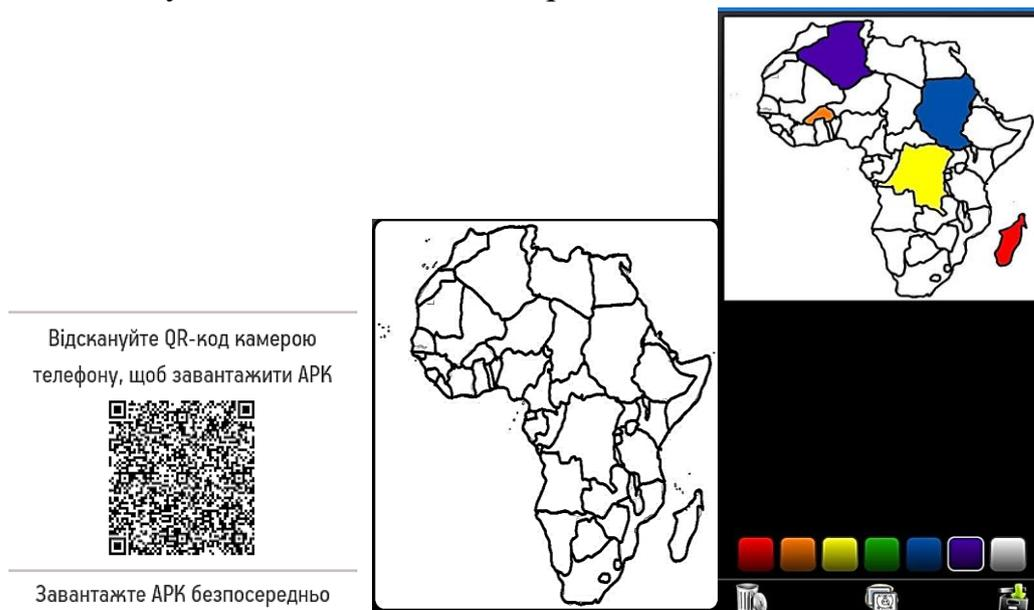 Відскануйте QR-код камерою
телефону, щоб завантажити APK
Завантажте APK безпосередньо